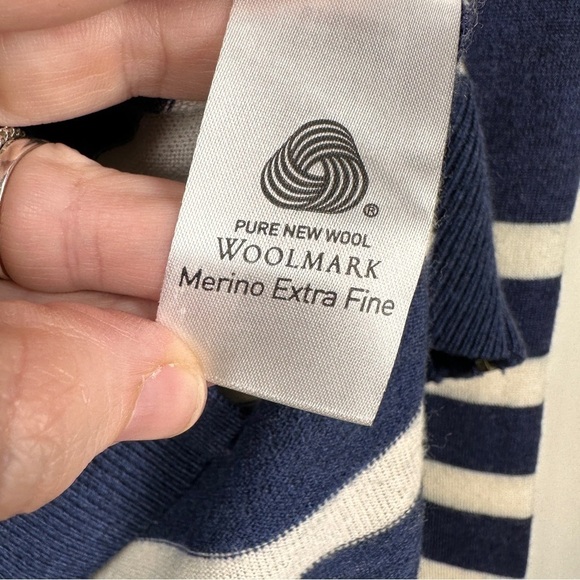 ®
PURE NEW WOOL
WOOLMARK
Merino Extra Fine